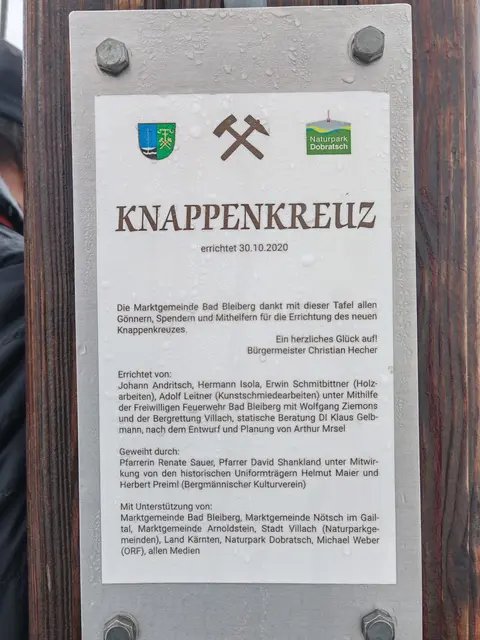 Naturpark
Dobratsch
KNAPPENKREUZ
errichtet 30.10.2020
Die Marktgemeinde Bad Bleiberg dankt mit dieser Tafel allen
Gönnern, Spendern und Mithelfern für die Errichtung des neuen
Knappenkreuzes.
Ein herzliches Glück auf!
Bürgermeister Christian Hecher
Errichtet von:
Johann Andritsch, Hermann Isola, Erwin Schmitbittner (Holz-
arbeiten), Adolf Leitner (Kunstschmiedearbeiten) unter Mithilfe
der Freiwilligen Feuerwehr Bad Bleiberg mit Wolfgang Ziemons
und der Bergrettung Villach, statische Beratung DI Klaus Gelb-
mann, nach dem Entwurf und Planung von Arthur Mrsel
Geweiht durch:
Pfarrerin Renate Sauer, Pfarrer David Shankland unter Mitwir-
kung von den historischen Uniformträgern Helmut Maier und
Herbert Preiml (Bergmännischer Kulturverein)
Mit Unterstützung von:
Marktgemeinde Bad Bleiberg, Marktgemeinde Nötsch im Gail-
tal, Marktgemeinde Arnoldstein, Stadt Villach (Naturparkge-
meinden), Land Kärnten, Naturpark Dobratsch, Michael Weber
(ORF), allen Medien